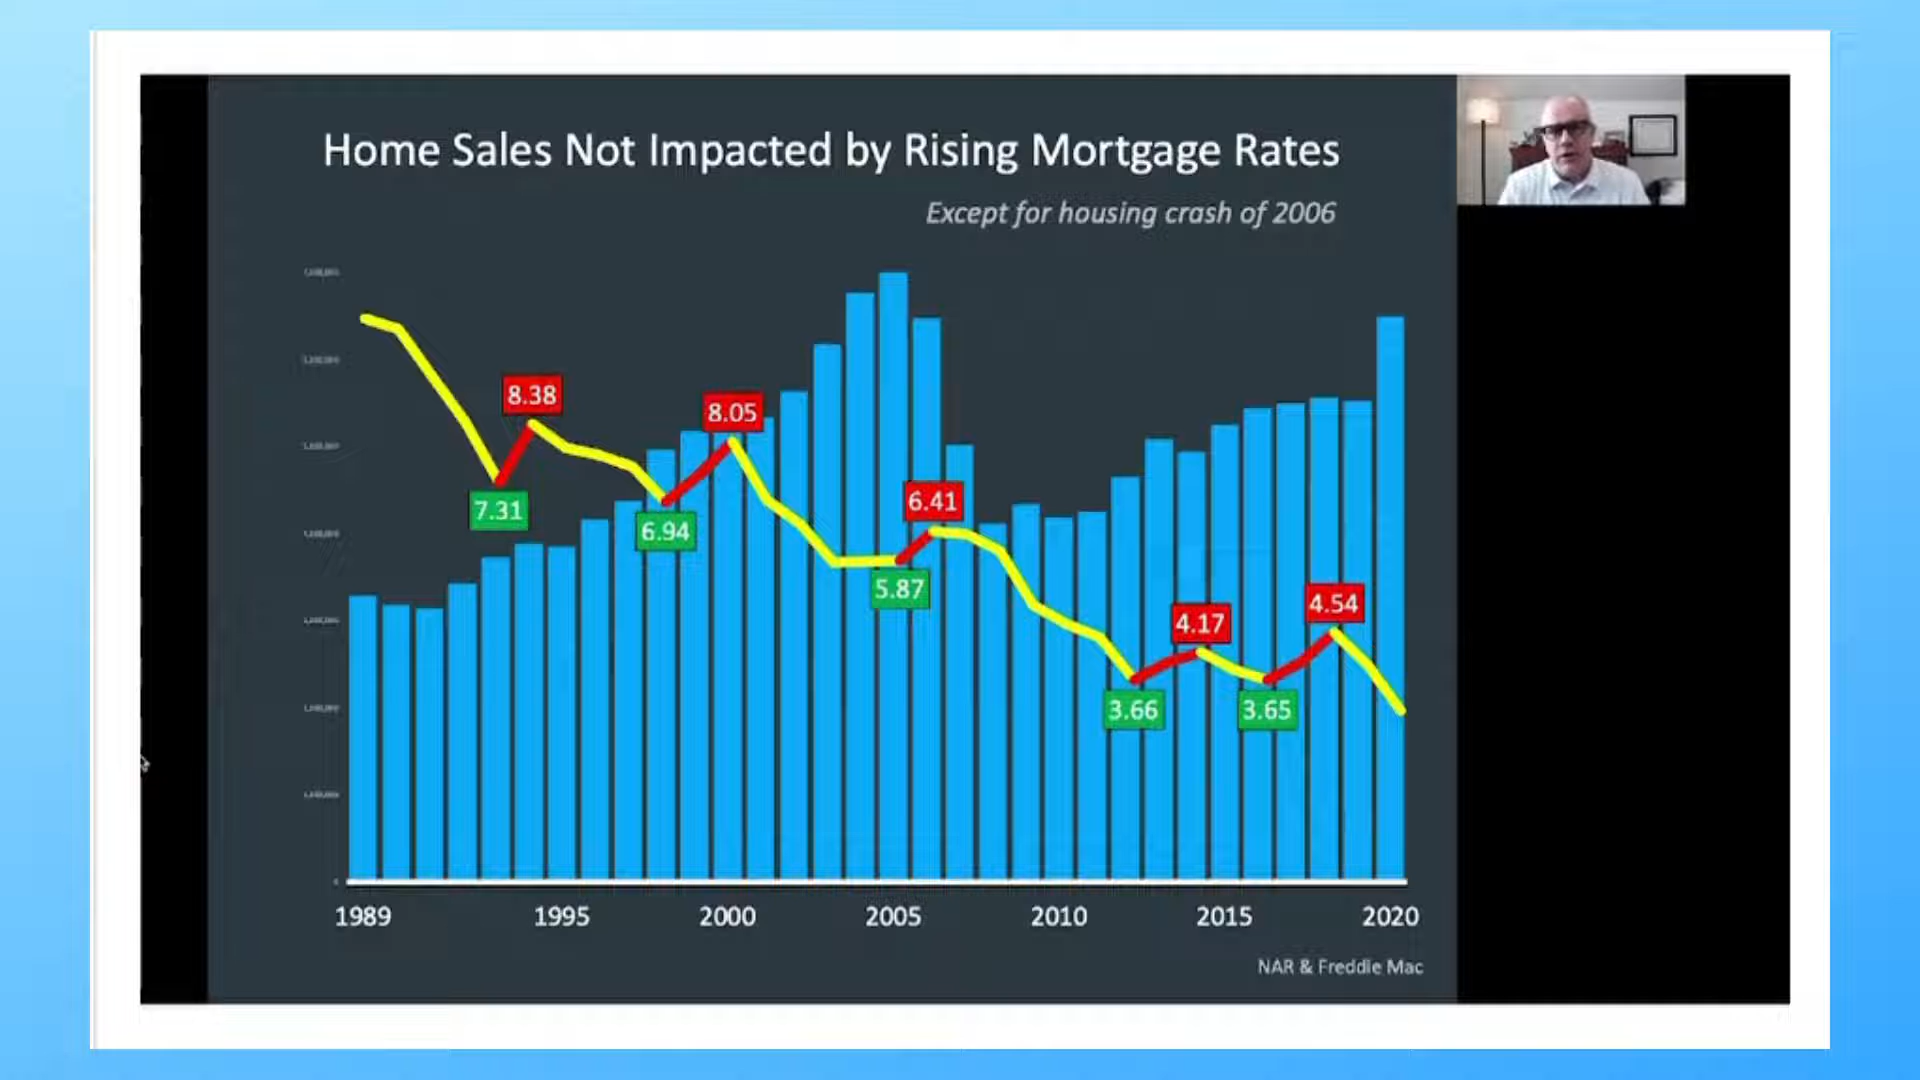 Home Sales Not Impacted by Rising Mortgage Rates
Except for housing crash of 2006
8.38
8.05
7.31
6.94
6.41
5.87
4.17
4.54
3.66
3.65
1989 1995 2000 2005 2010 2015 2020
NAR & Freddie Mac